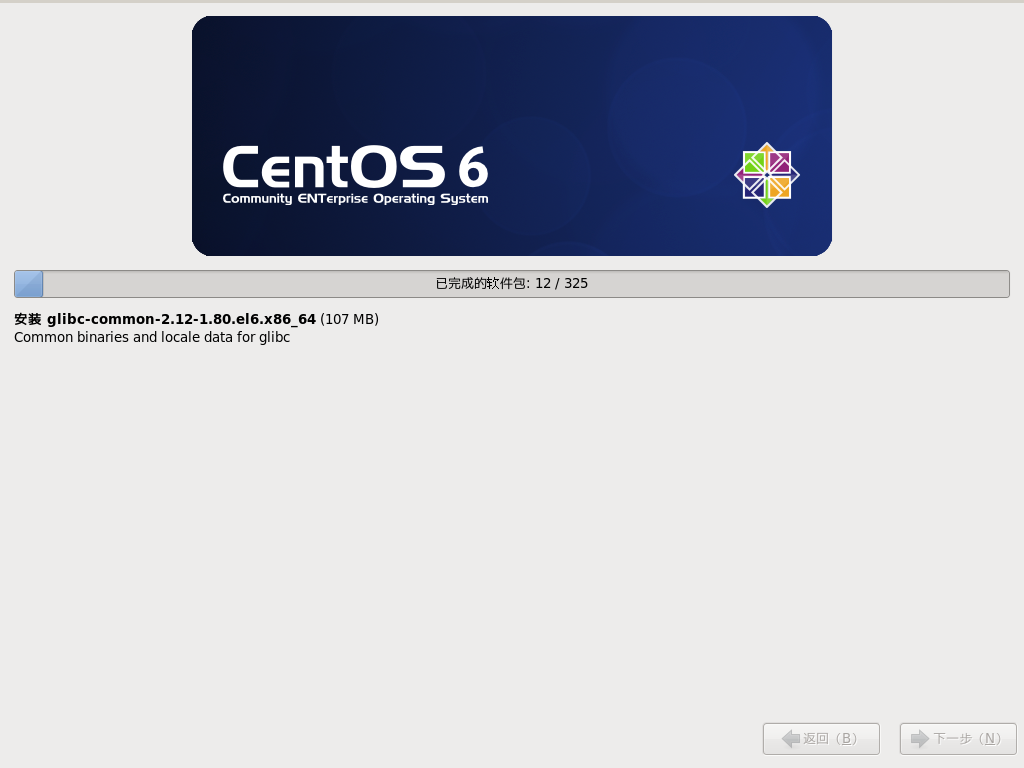 CentOS 6
Community ENTerprise Operating System
已完成的软件包: 12 / 325
安装 glibc-common-2.12-1.80.el6.x86_64 (107 MB)
Common binaries and locale data for glibc
返回（B） 下一步（N）